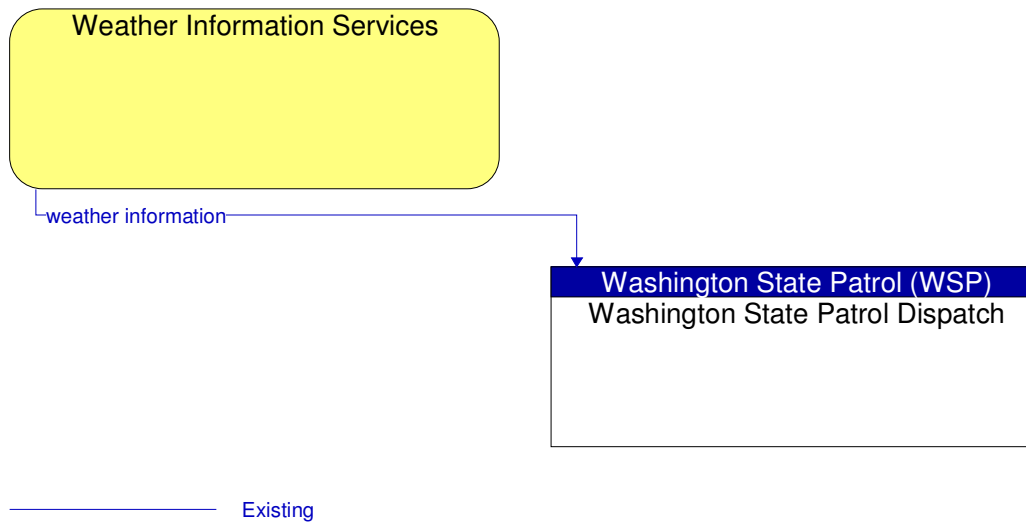 Weather Information Services
weather information
Washington State Patrol (WSP)
Washington State Patrol Dispatch
Existing